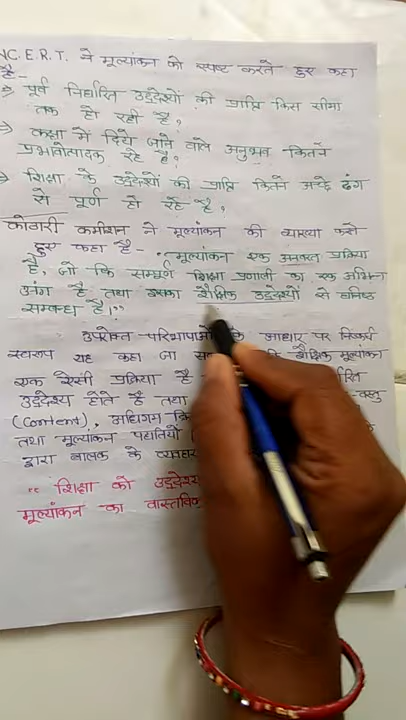 N.C.E.R.T. ने मूल्यांकन को स्पष्ट करते हुए कहा
है-
⇒ पूर्व निर्धारित उद्देश्यों की प्राप्ति किस सीमा
तक हो रही है?
⇒ कक्षा में दिये जाने वाले अनुभव कितने
प्रभावोत्पादक रहे है?
⇒ शिक्षा के उद्देश्यों की प्राप्ति कितने अच्छे ढंग
से पूर्ण हो रहे है?
कोठारी कमीशन ने मूल्यांकन की व्याख्या करते
हुए कहा है- "मूल्यांकन एक अनवरत प्रक्रिया
है, जो कि सम्पूर्ण शिक्षा प्रणाली का एक अभिन्न
अंग है तथा इसका शैक्षिक उद्देश्यों से घनिष्ठ
सम्बन्ध है।"
उपरोक्त परिभाषाओं के आधार पर निष्कर्ष
स्वरूप यह कहा जा शैक्षिक मूल्यांकन
एक ऐसी प्रक्रिया है
उद्देश्य होते है तथा -वस्तु
(Content), अधिगम
तथा मूल्यांकन पद्धतियों
द्वारा बालक के व्यवहार
"शिक्षा को उद्देश्य
मूल्यांकन का वास्तविक